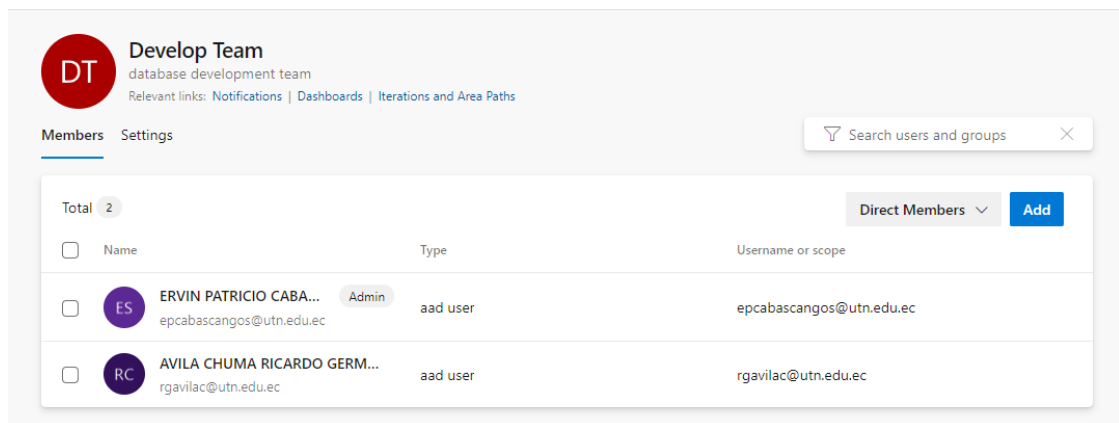 DT
Develop Team
database development team
Relevant links: Notifications | Dashboards | Iterations and Area Paths
Members Settings
Search users and groups
Total 2
Direct Members
Add
Name Type Username or scope
ES
ERVIN PATRICIO CABA... Admin
epcabascangos@utn.edu.ec
aad user
epcabascangos@utn.edu.ec
RC
AVILA CHUMA RICARDO GERM...
rgavilac@utn.edu.ec
aad user
rgavilac@utn.edu.ec